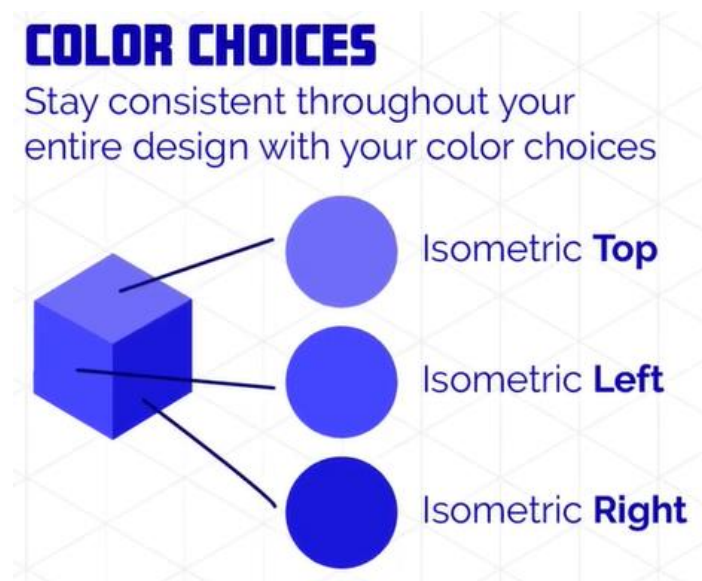 COLOR CHOICES
Stay consistent throughout your
entire design with your color choices
Isometric Top
Isometric Left
Isometric Right